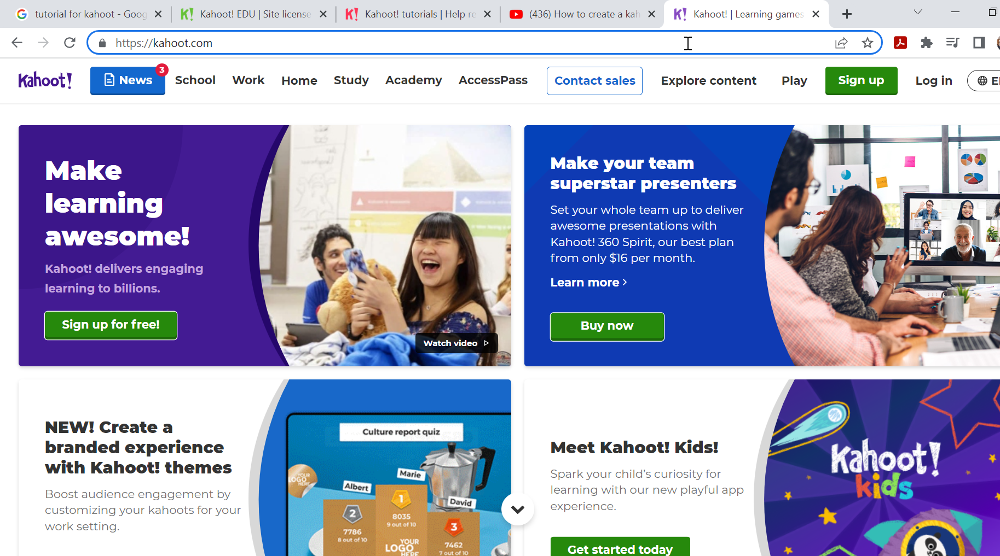 tutorial for kahoot - Goog
Kahoot! EDU | Site license
Kahoot! tutorials | Help re
(436) How to create a kah
Kahoot! | Learning games
https://kahoot.com
Kahoot!
News
3
School
Work
Home
Study
Academy
AccessPass
Contact sales
Explore content
Play
Sign up
Log in
Make
learning
awesome!
Kahoot! delivers engaging
learning to billions.
Sign up for free!
Watch video
Make your team
superstar presenters
Set your whole team up to deliver
awesome presentations with
Kahoot! 360 Spirit, our best plan
from only $16 per month.
Learn more
Buy now
NEW! Create a
branded experience
with Kahoot! themes
Boost audience engagement by
customizing your kahoots for your
work setting.
Culture report quiz
YOUR
LOGO
HERE
Marie
Albert
David
1
8035
9 out of 10
2
7786
8 out of 10
3
7462
7 out of 10
YOUR
LOGO
HERE
Meet Kahoot! Kids!
Spark your child's curiosity for
learning with our new playful app
experience.
Get started today
Kahoot!
kids